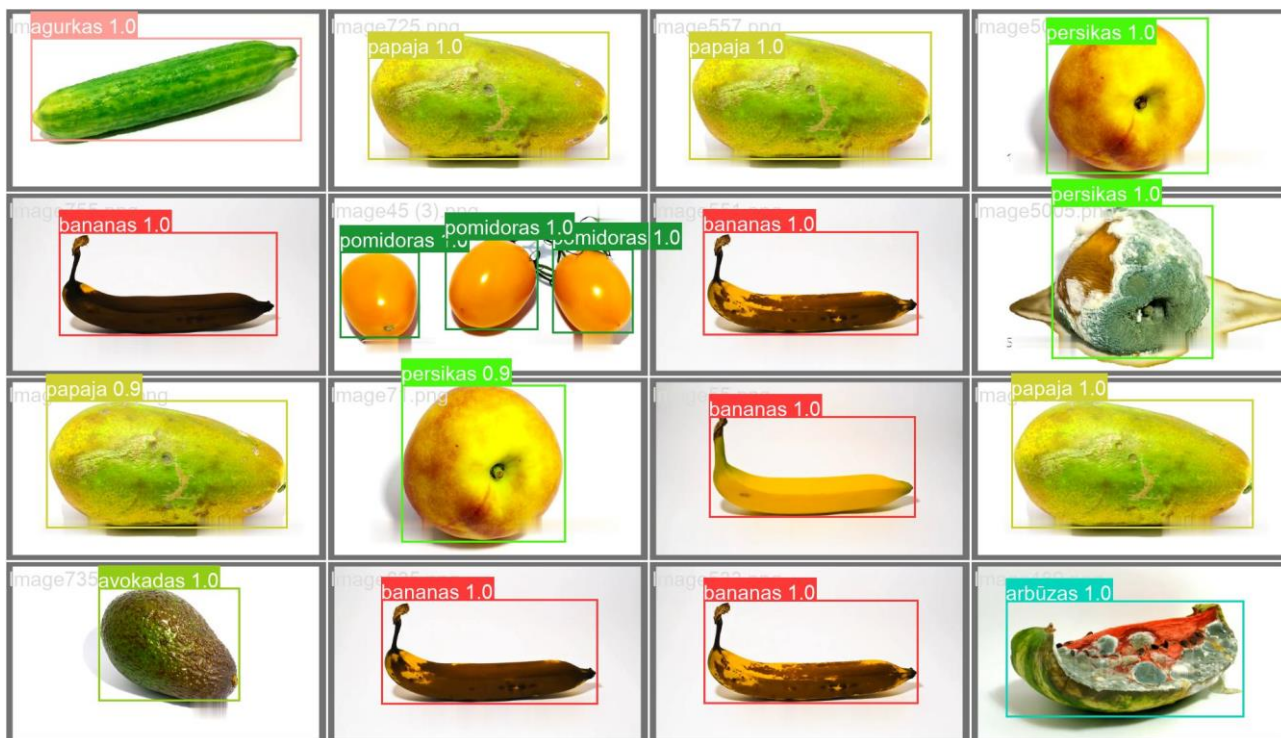 agurkas 1.0
Image725.png
papaja 1.0
Image557.png
papaja 1.0
persikas 1.0
bananas 1.0
Image45 (3).png
pomidoras 1.0
pomidoras 1.0
pomidoras 1.0
bananas 1.0
Image5005.png
persikas 1.0
papaja 0.9
persikas 0.9
bananas 1.0
papaja 1.0
Image735
avokadas 1.0
bananas 1.0
bananas 1.0
arbūzas 1.0